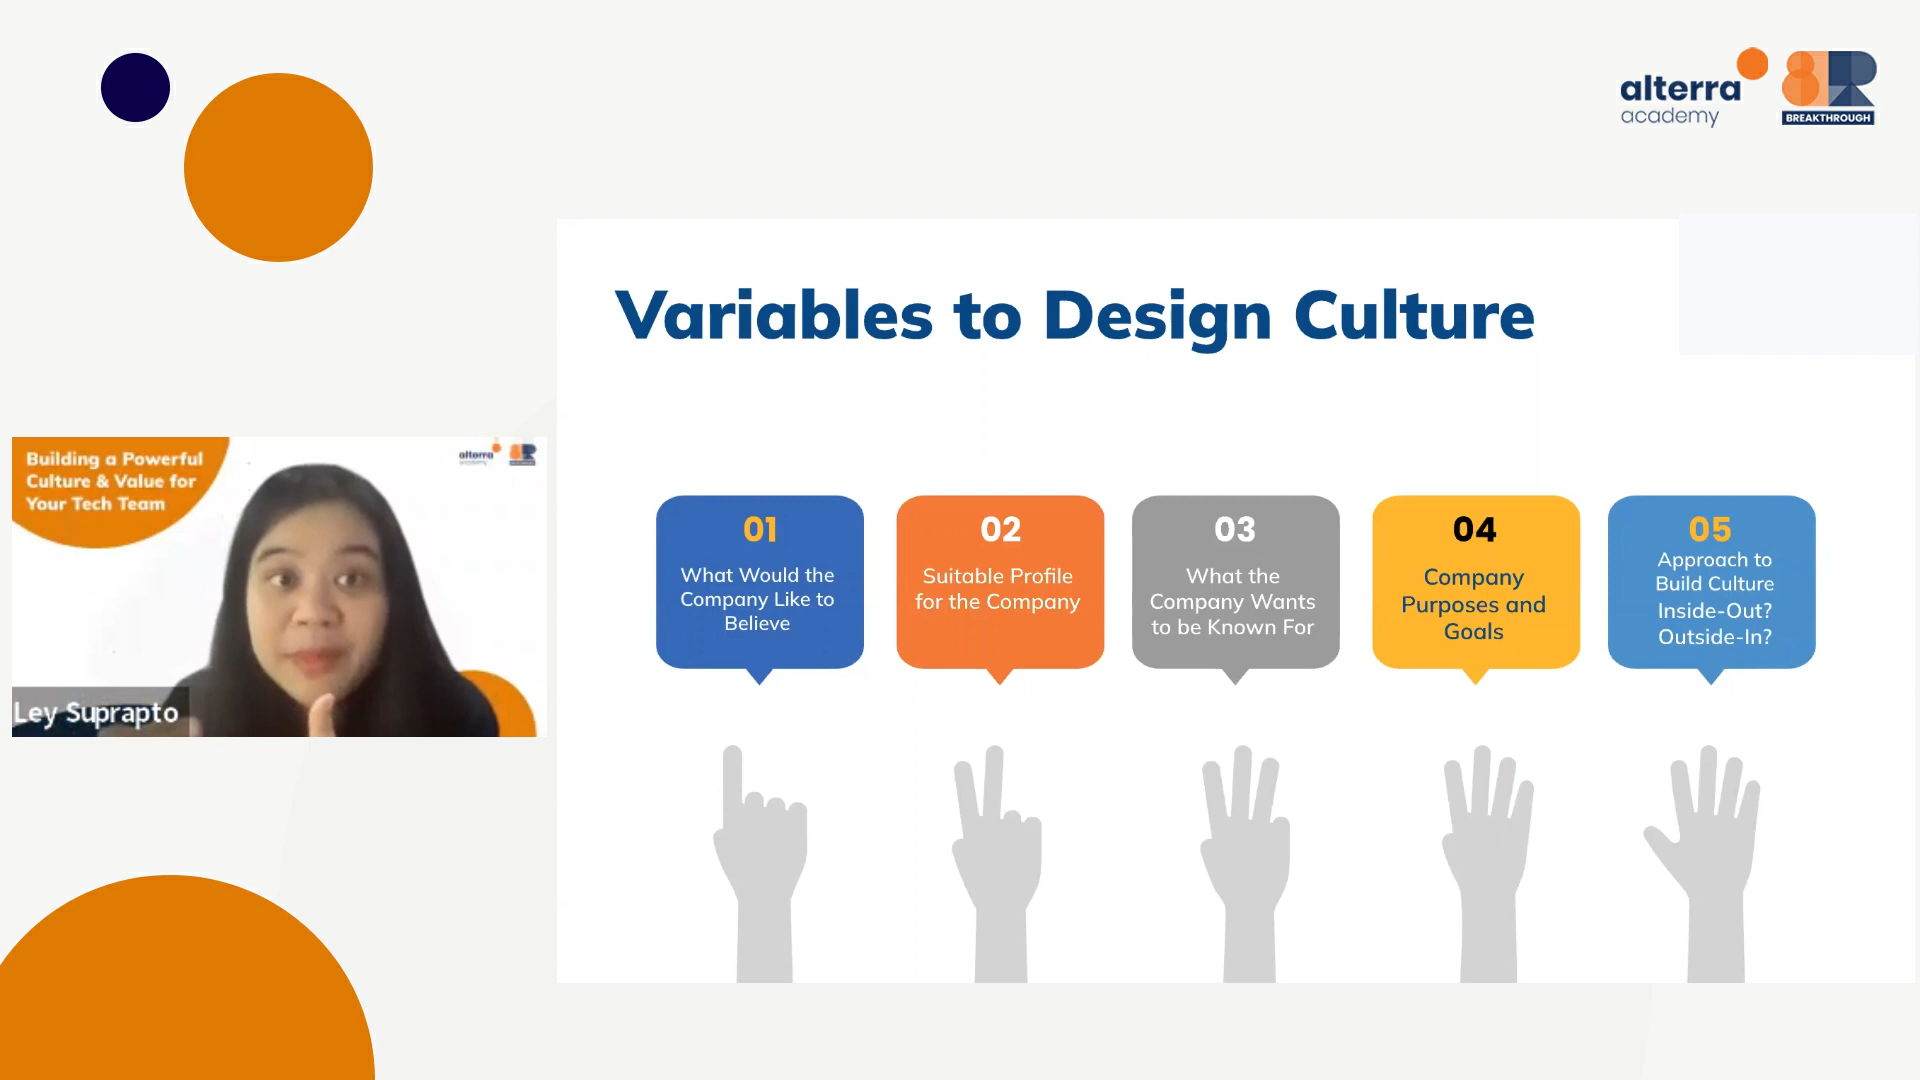 alterra
academy
BREAKTHROUGH
Variables to Design Culture
Building a Powerful
Culture & Value for
Your Tech Team
alterra
academy
Ley Suprapto
01
What Would the
Company Like to
Believe
02
Suitable Profile
for the Company
03
What the
Company Wants
to be Known For
04
Company
Purposes and
Goals
05
Approach to
Build Culture
Inside-Out?
Outside-In?